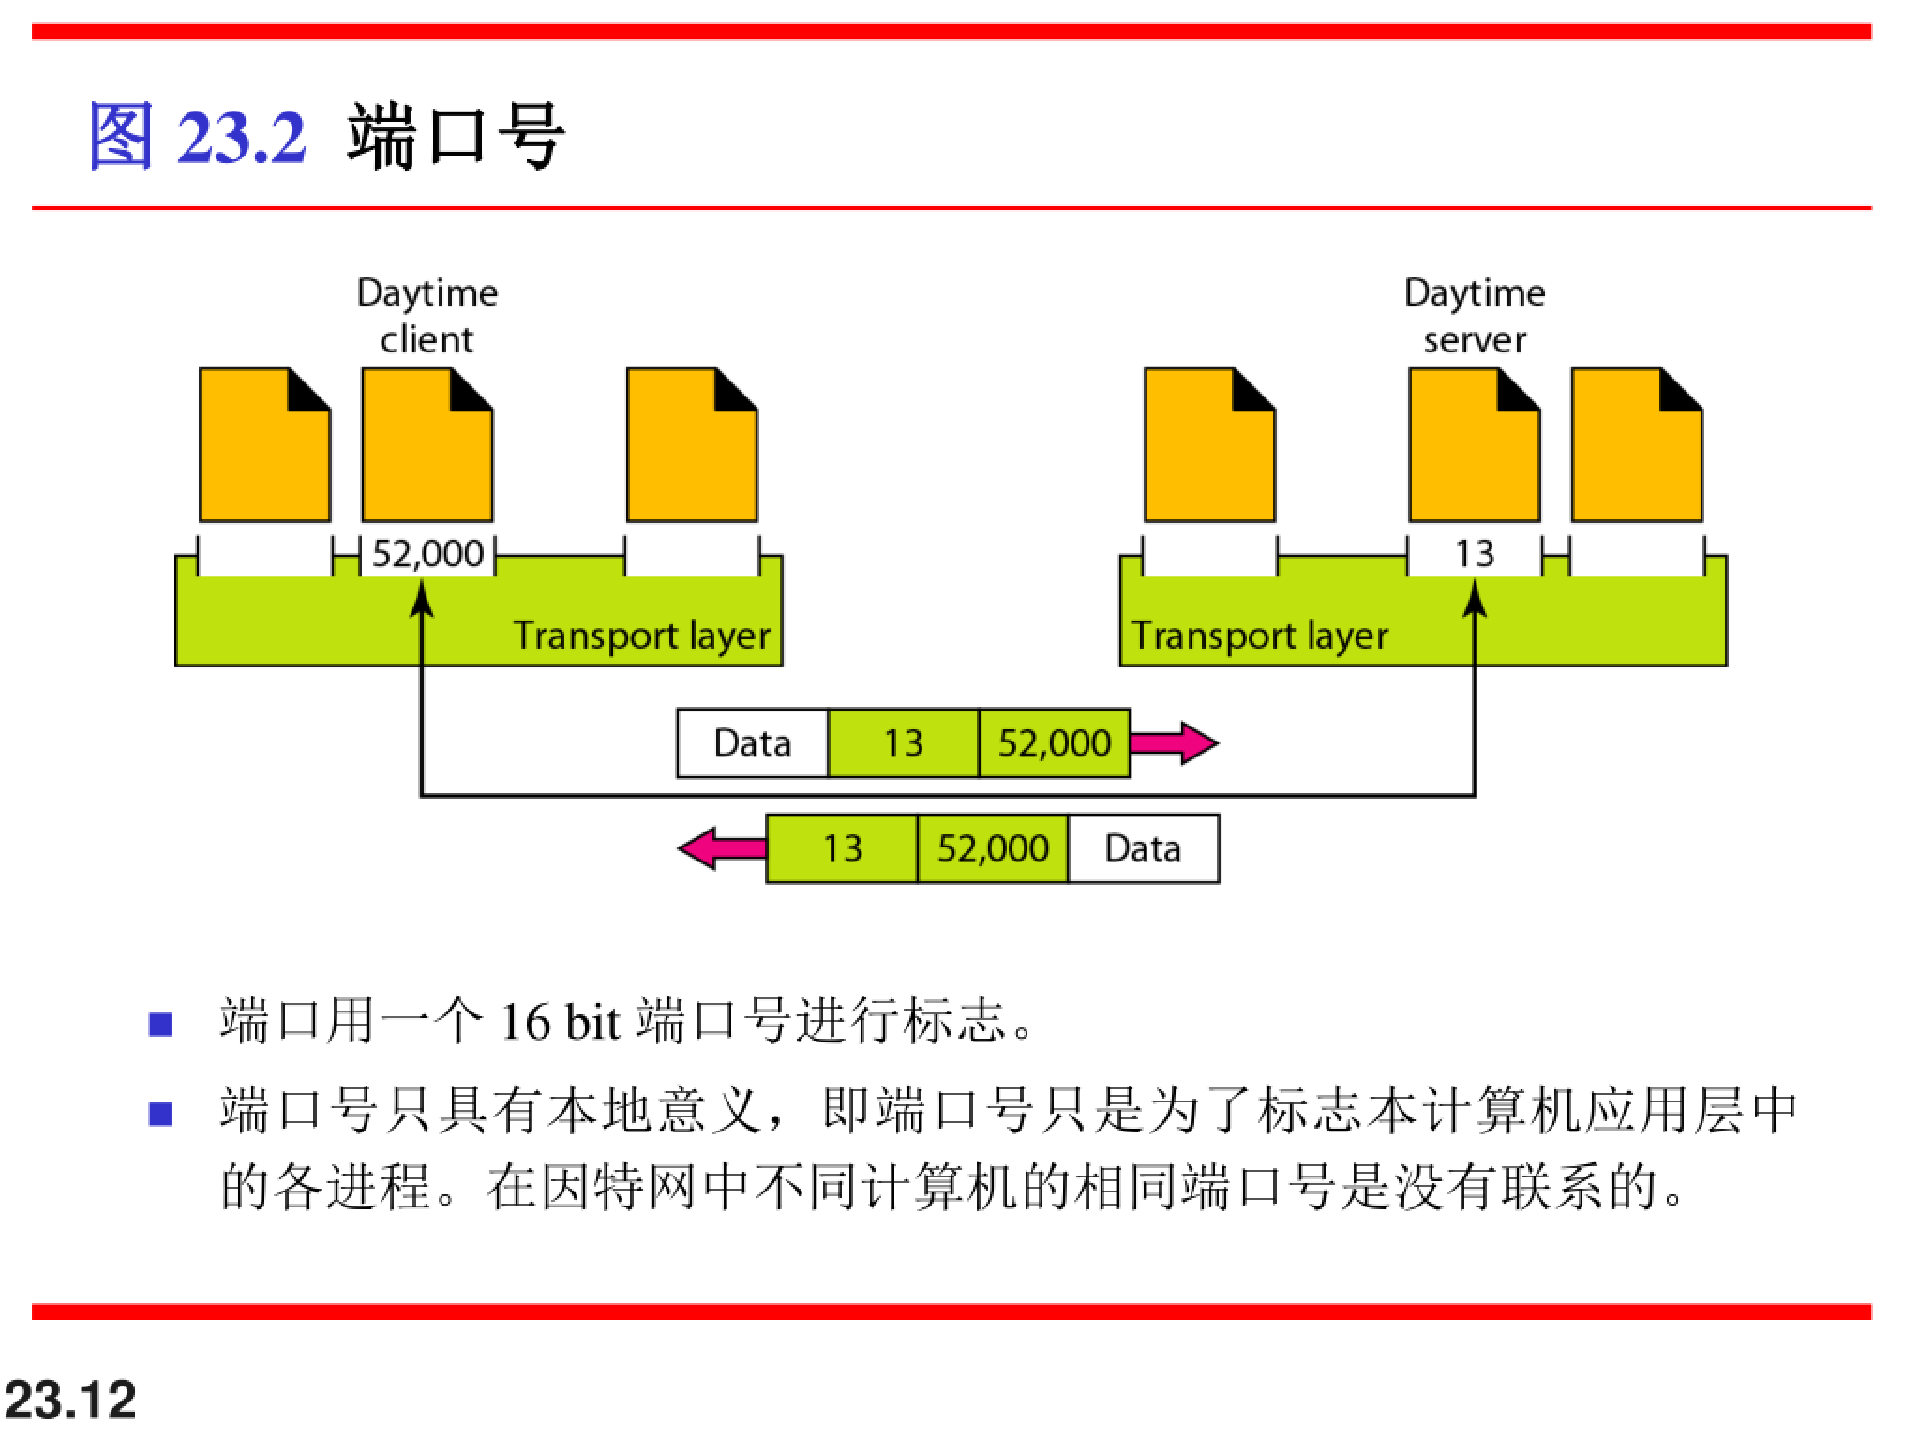 图 23.2 端口号
Daytime
client
Daytime
server
52,000
13
Transport layer
Transport layer
Data 13 52,000
13 52,000 Data
端口用一个 16 bit 端口号进行标志。
端口号只具有本地意义，即端口号只是为了标志本计算机应用层中
的各进程。在因特网中不同计算机的相同端口号是没有联系的。
23.12